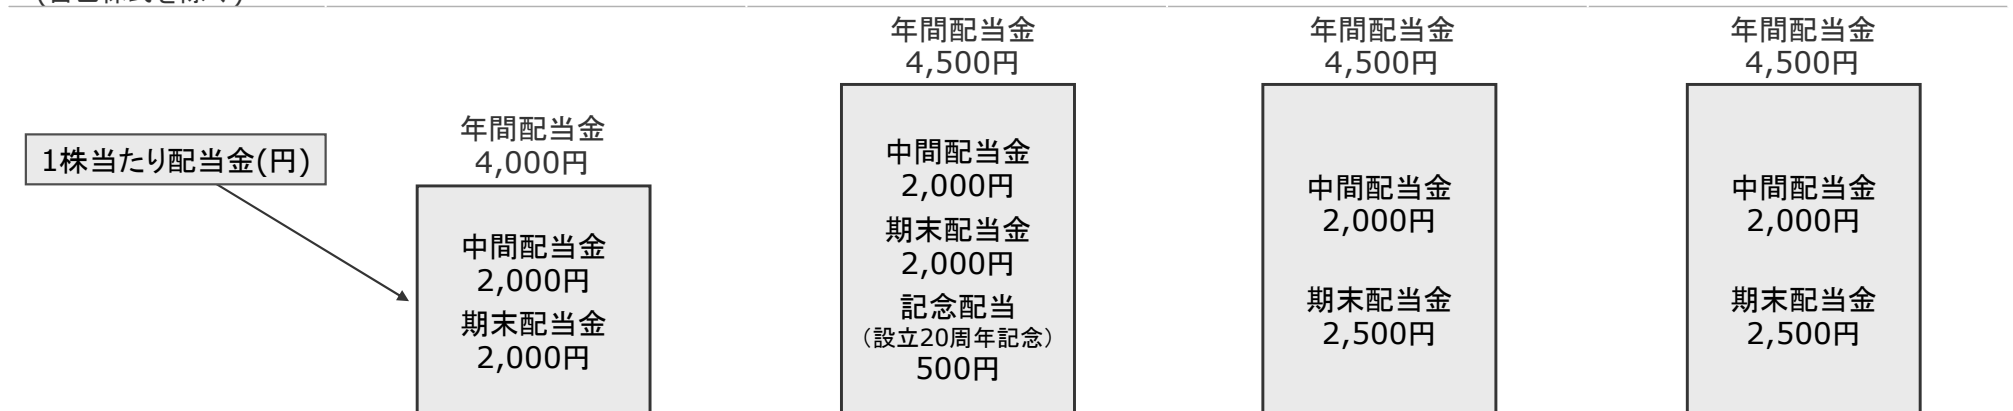 1株当たり配当金(円)
年間配当金
4,000円
中間配当金
2,000円
期末配当金
2,000円
年間配当金
4,500円
中間配当金
2,000円
期末配当金
2,000円
記念配当
（設立20周年記念）
500円
年間配当金
4,500円
中間配当金
2,000円
期末配当金
2,500円
年間配当金
4,500円
中間配当金
2,000円
期末配当金
2,500円